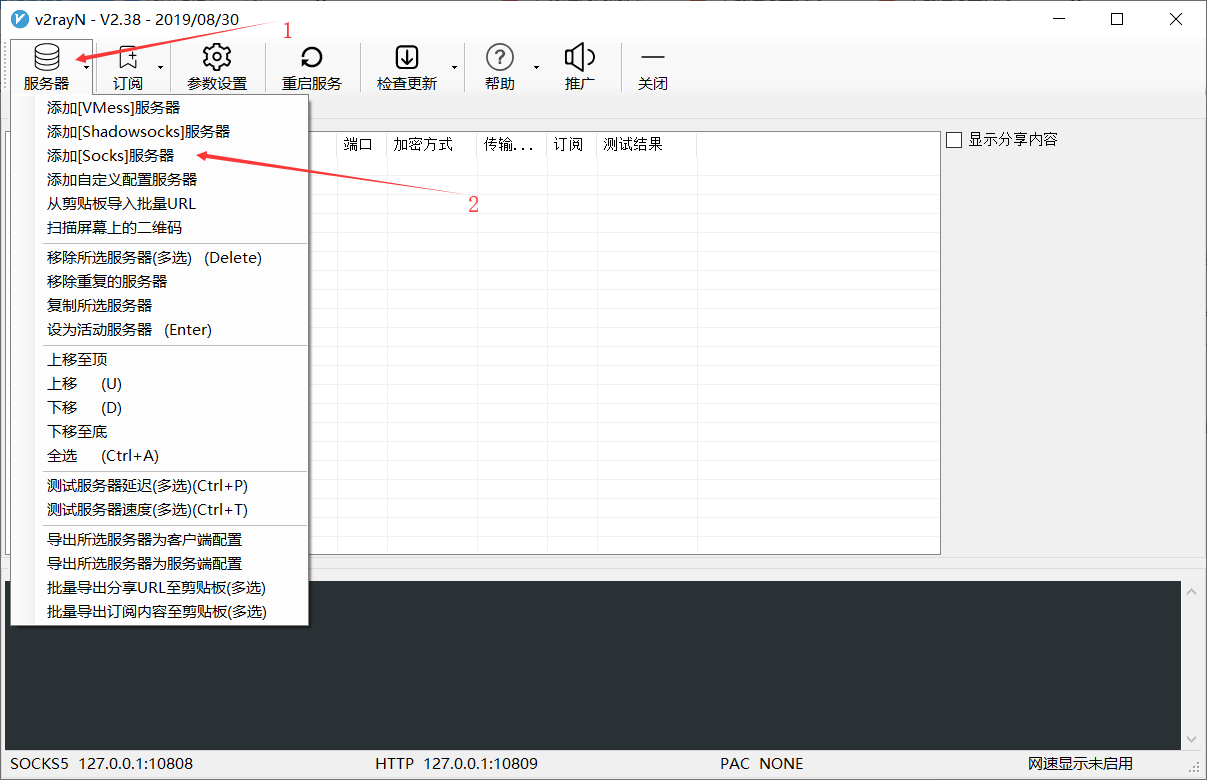 v2rayN - V2.38 - 2019/08/30
1
服务器 订阅 参数设置 重启服务 检查更新 帮助 推广 关闭
添加[VMess]服务器
添加[Shadowsocks]服务器
添加[Socks]服务器
添加自定义配置服务器
从剪贴板导入批量URL
扫描屏幕上的二维码
移除所选服务器(多选) (Delete)
移除重复的服务器
复制所选服务器
设为活动服务器 (Enter)
上移至顶
上移 (U)
下移 (D)
下移至底
全选 (Ctrl+A)
测试服务器延迟(多选)(Ctrl+P)
测试服务器速度(多选)(Ctrl+T)
导出所选服务器为客户端配置
导出所选服务器为服务端配置
批量导出分享URL至剪贴板(多选)
批量导出订阅内容至剪贴板(多选)
端口 加密方式 传输... 订阅 测试结果
2
显示分享内容
SOCKS5 127.0.0.1:10808 HTTP 127.0.0.1:10809 PAC NONE 网速显示未启用